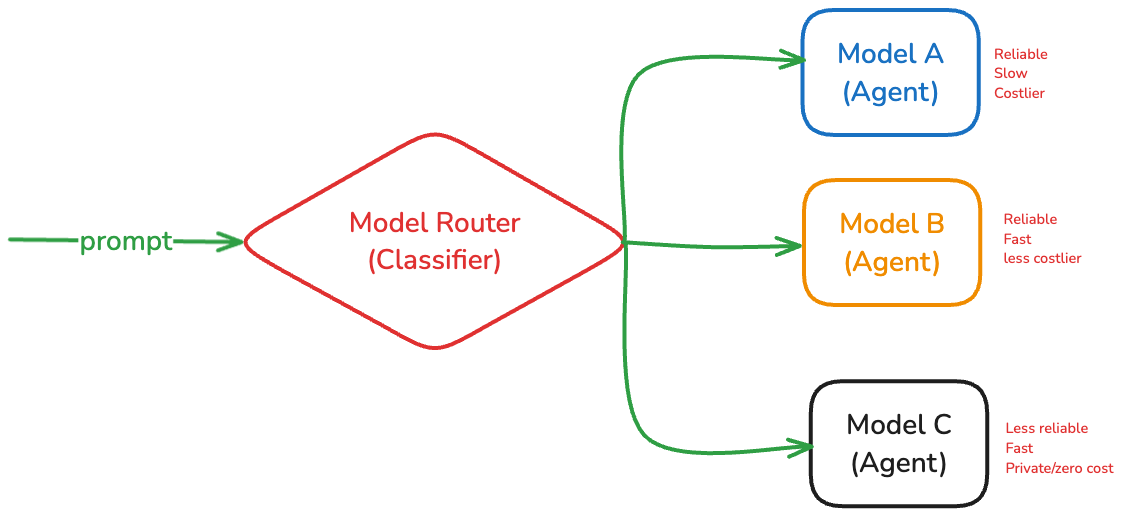 prompt
Model Router
(Classifier)
Model A
(Agent)
Reliable
Slow
Costlier
Model B
(Agent)
Reliable
Fast
less costlier
Model C
(Agent)
Less reliable
Fast
Private/zero cost